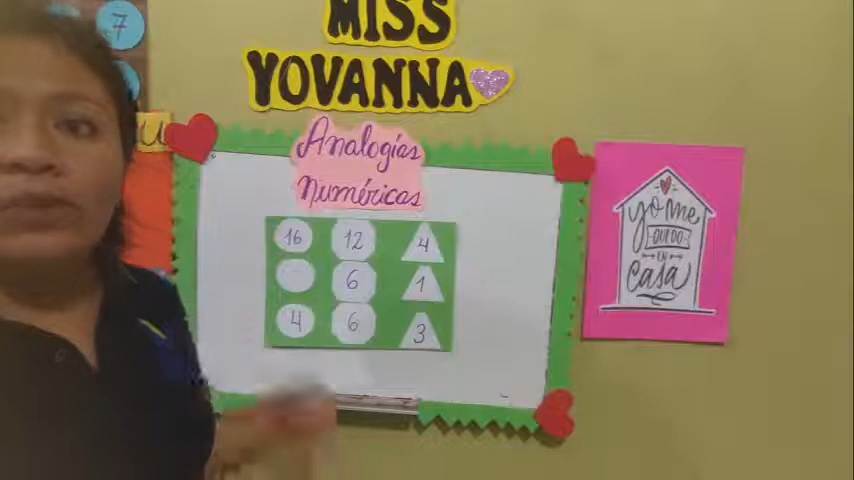 7
MISS
YOVANNA
u
Analogías
Numéricas
16 12 4
6 1
4 6 3
yo me
QUEDO
EN
casa